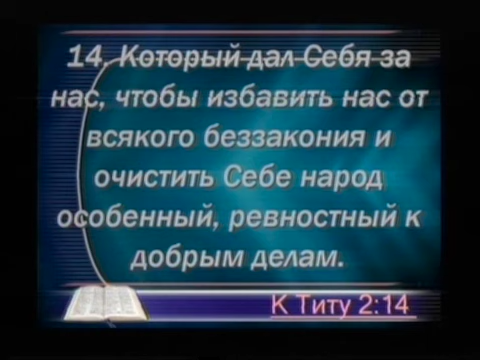 14. Который дал Себя за
нас, чтобы избавить нас от
всякого беззакония и
очистить Себе народ
особенный, ревностный к
добрым делам.
К Титу 2:14